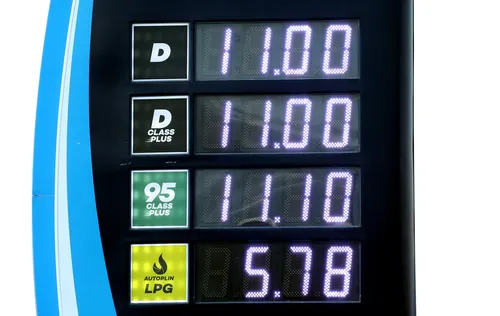 D 11.00
D
CLASS
PLUS 11.00
95
CLASS
PLUS 11.10
AUTOPLIN
LPG 5.78